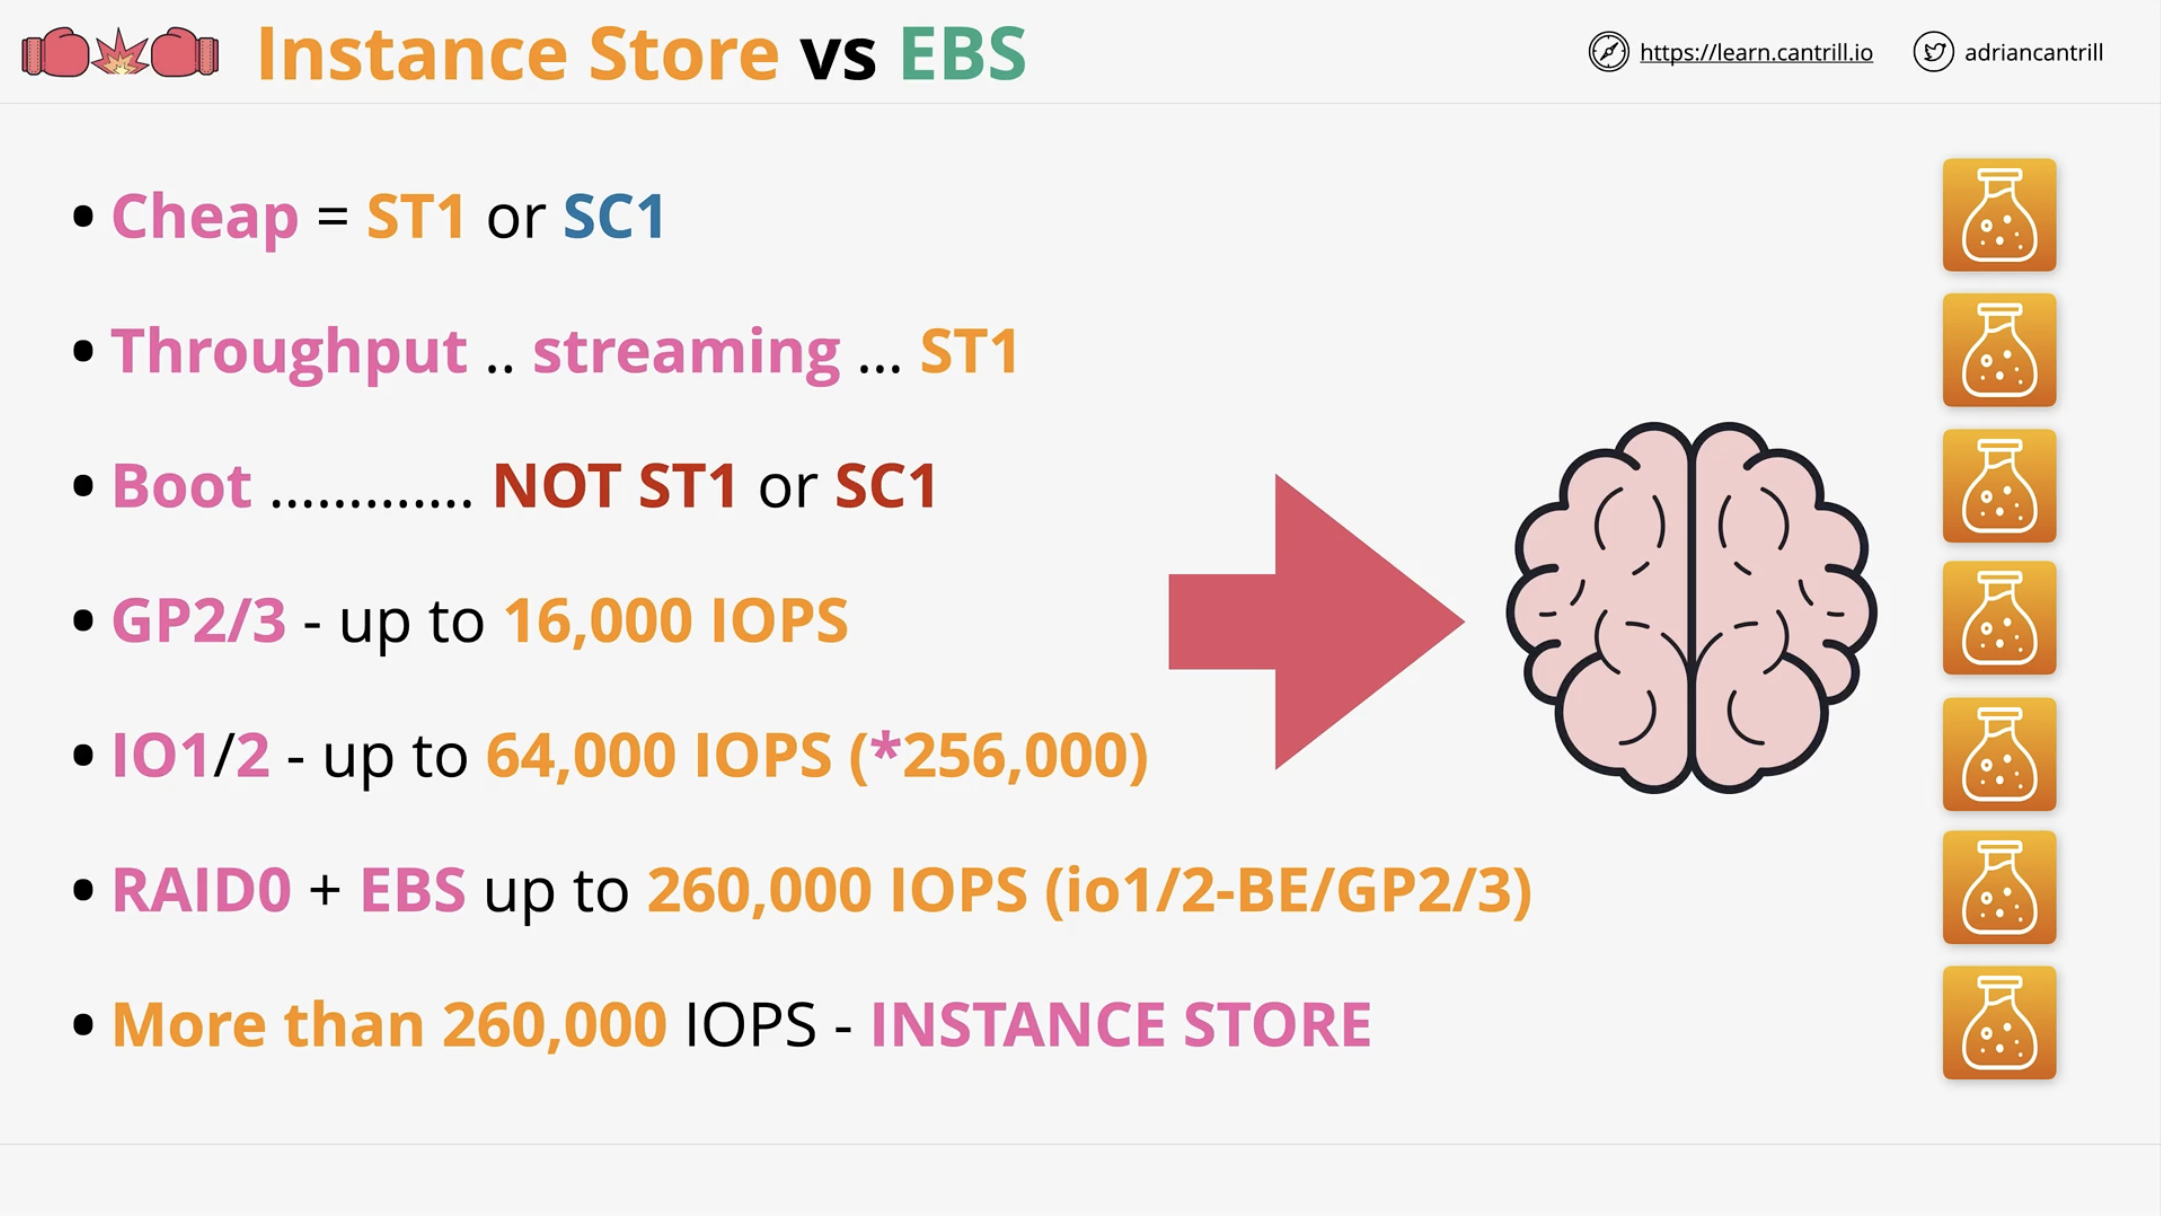 Instance Store vs EBS
https://learn.cantrill.io
adriancantrill
• Cheap = ST1 or SC1
• Throughput .. streaming ... ST1
• Boot ............. NOT ST1 or SC1
• GP2/3 - up to 16,000 IOPS
• IO1/2 - up to 64,000 IOPS (*256,000)
• RAID0 + EBS up to 260,000 IOPS (io1/2-BE/GP2/3)
• More than 260,000 IOPS - INSTANCE STORE